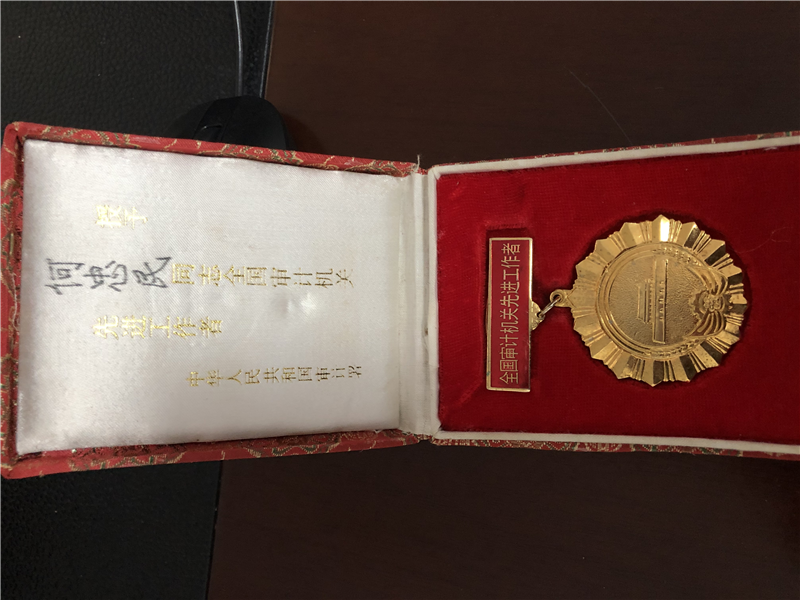 授予
何忠民同志全国审计机关
先进工作者
中华人民共和国审计署
全国审计机关先进工作者